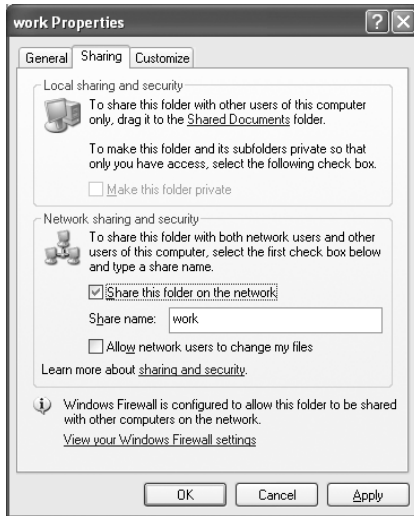 work Properties
General Sharing Customize
Local sharing and security
To share this folder with other users of this computer
only, drag it to the Shared Documents folder.
To make this folder and its subfolders private so that
only you have access, select the following check box.
Make this folder private
Network sharing and security
To share this folder with both network users and other
users of this computer, select the first check box below
and type a share name.
Share this folder on the network
Share name: work
Allow network users to change my files
Learn more about sharing and security.
Windows Firewall is configured to allow this folder to be shared
with other computers on the network.
View your Windows Firewall settings
OK Cancel Apply